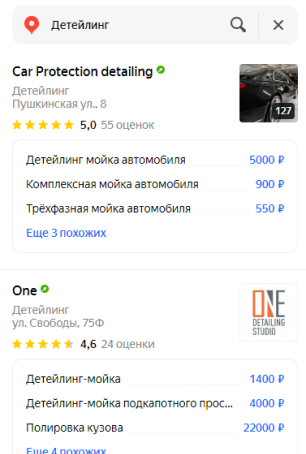 Детейлинг
Car Protection detailing
Детейлинг
Пушкинская ул., 8
127
5,0 55 оценок
Детейлинг мойка автомобиля 5000 ₽
Комплексная мойка автомобиля 900 ₽
Трёхфазная мойка автомобиля 550 ₽
Еще 3 похожих
One
Детейлинг
ул. Свободы, 75Ф
ONE
DETAILING
STUDIO
4,6 24 оценки
Детейлинг-мойка 1400 ₽
Детейлинг-мойка подкапотного прос... 4000 ₽
Полировка кузова 22000 ₽
Еще 4 похожих